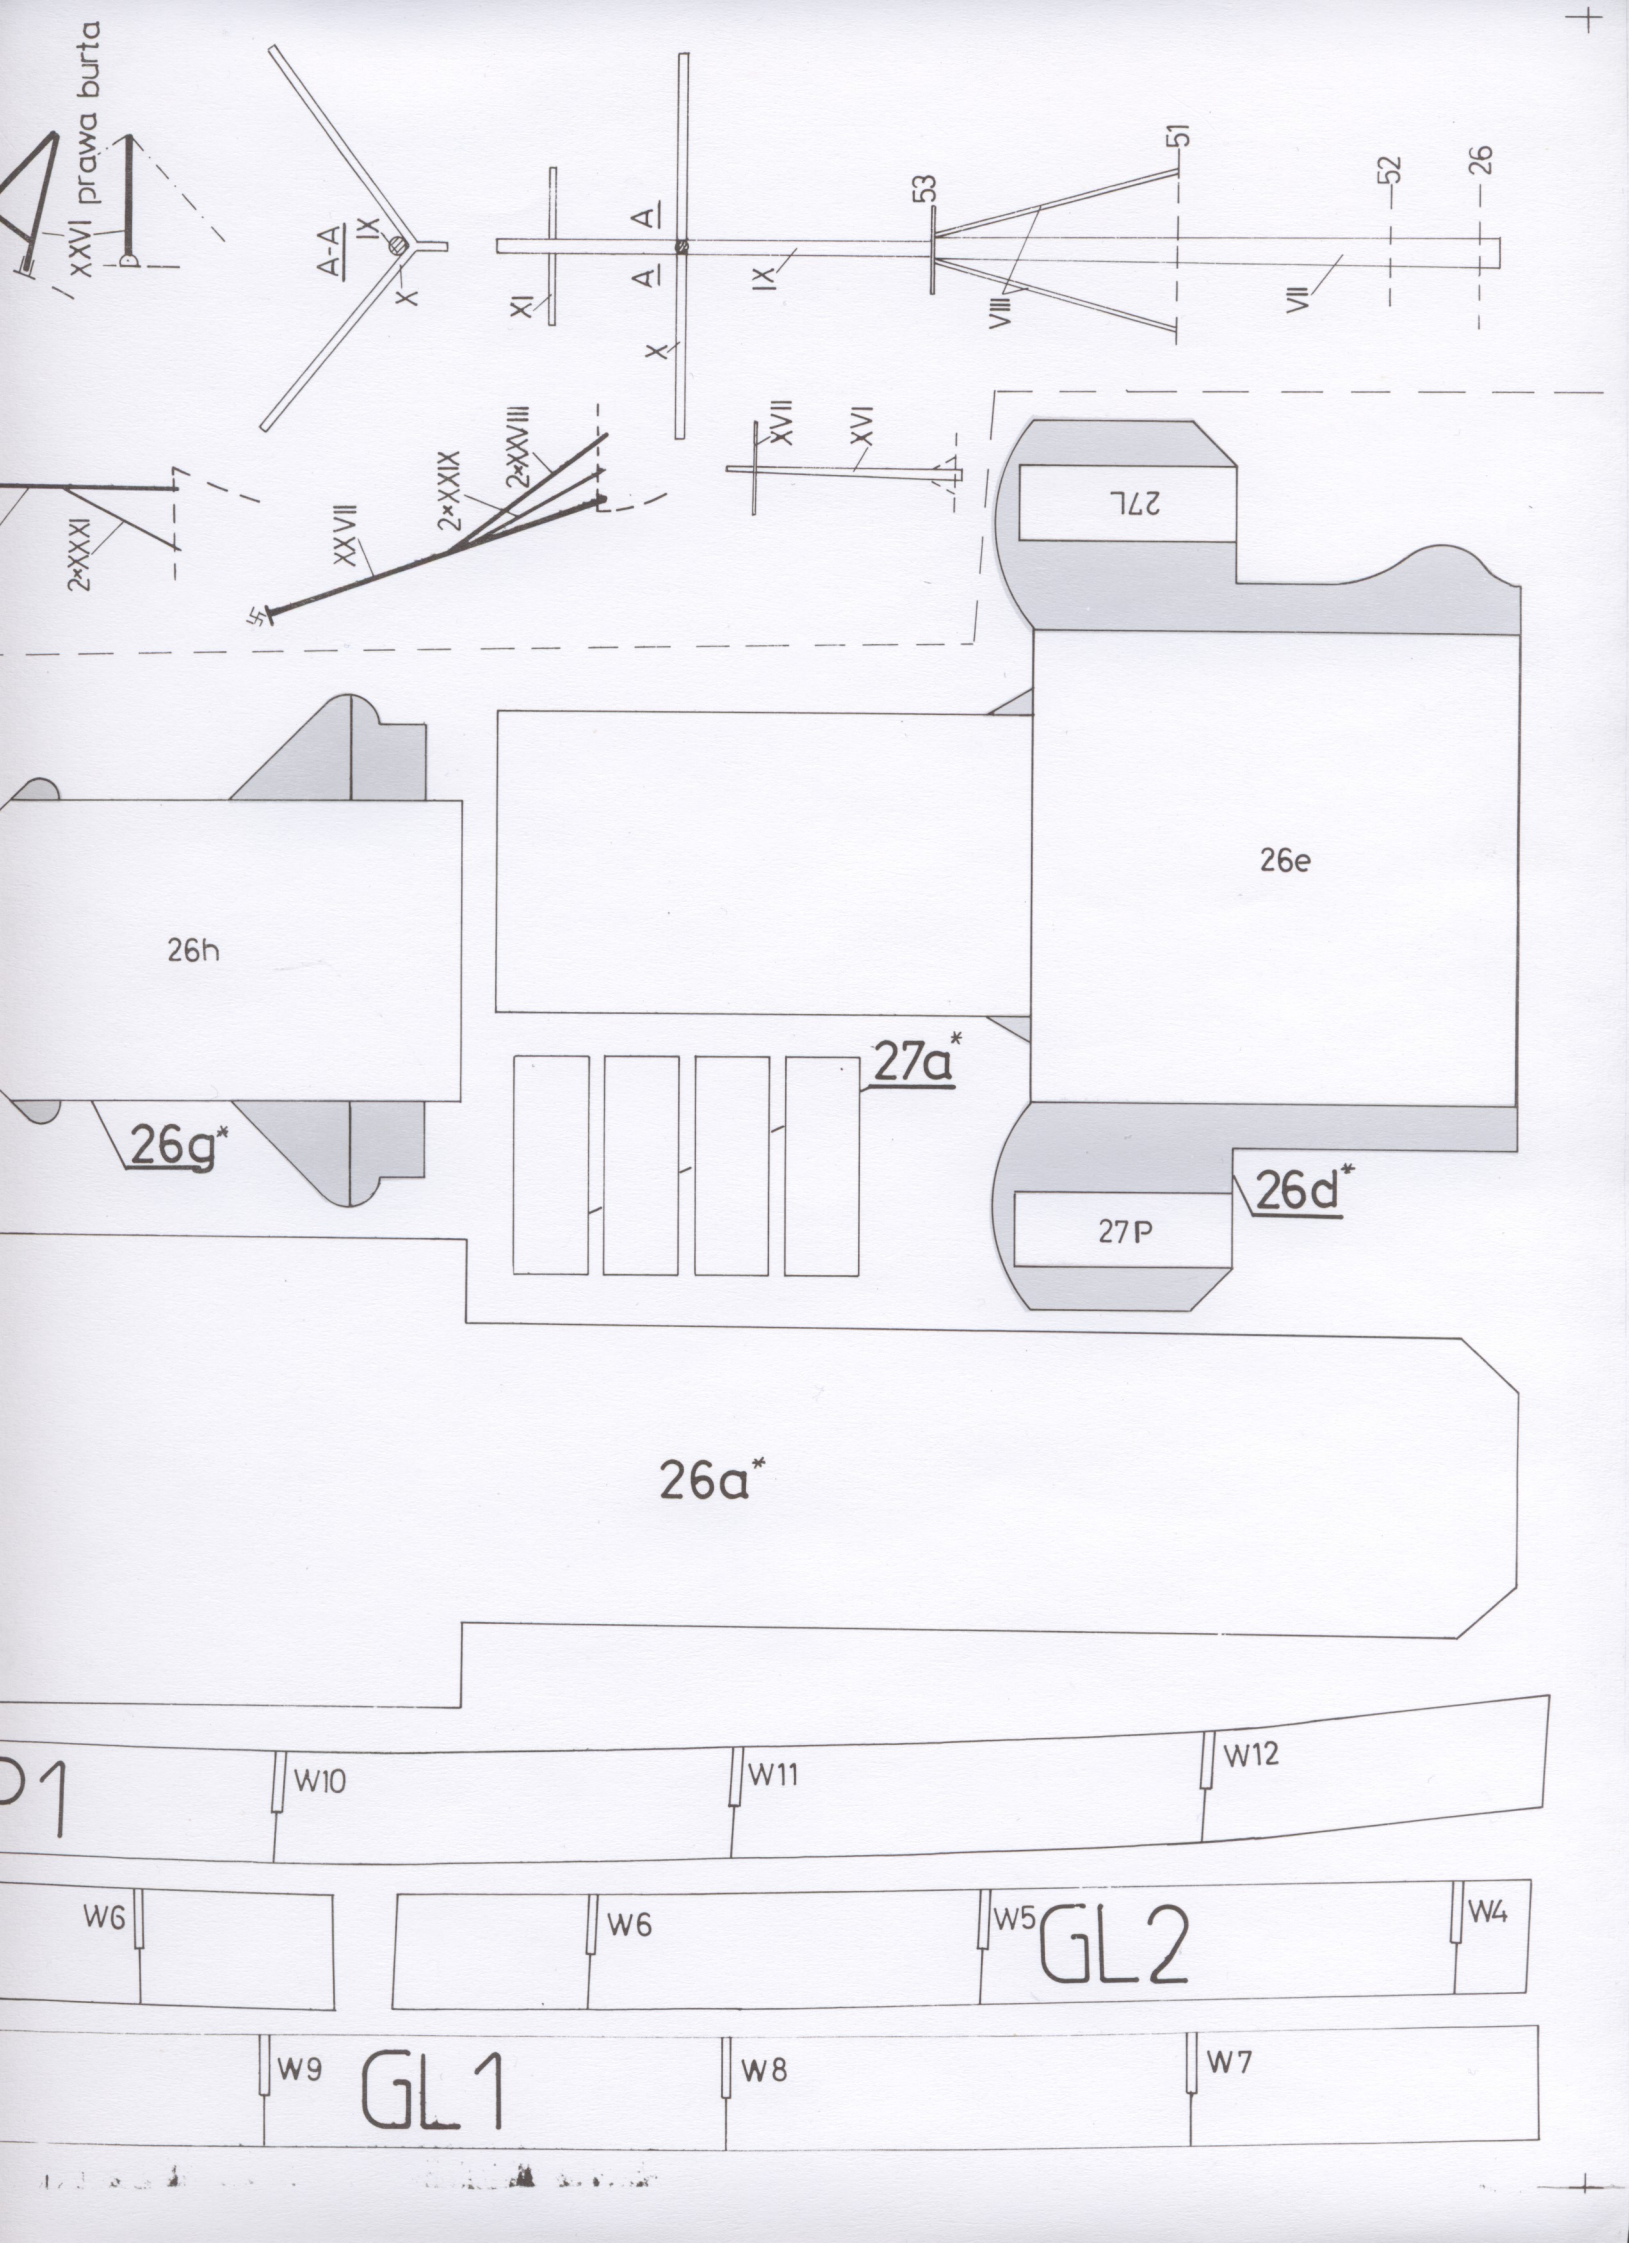 XXVI prawa burta
A-A
IX
X
XI
A
A
X
IX
53
VIII
51
VII
52
26
7
2×XXXI
XXVII
2×XXIX
2×XXVIII
XVII
XVI
27L
26e
26h
27a*
26g*
26d*
27P
26a*
P1
W10
W11
W12
W6
W6
W5
GL2
W4
W9
GL1
W8
W7